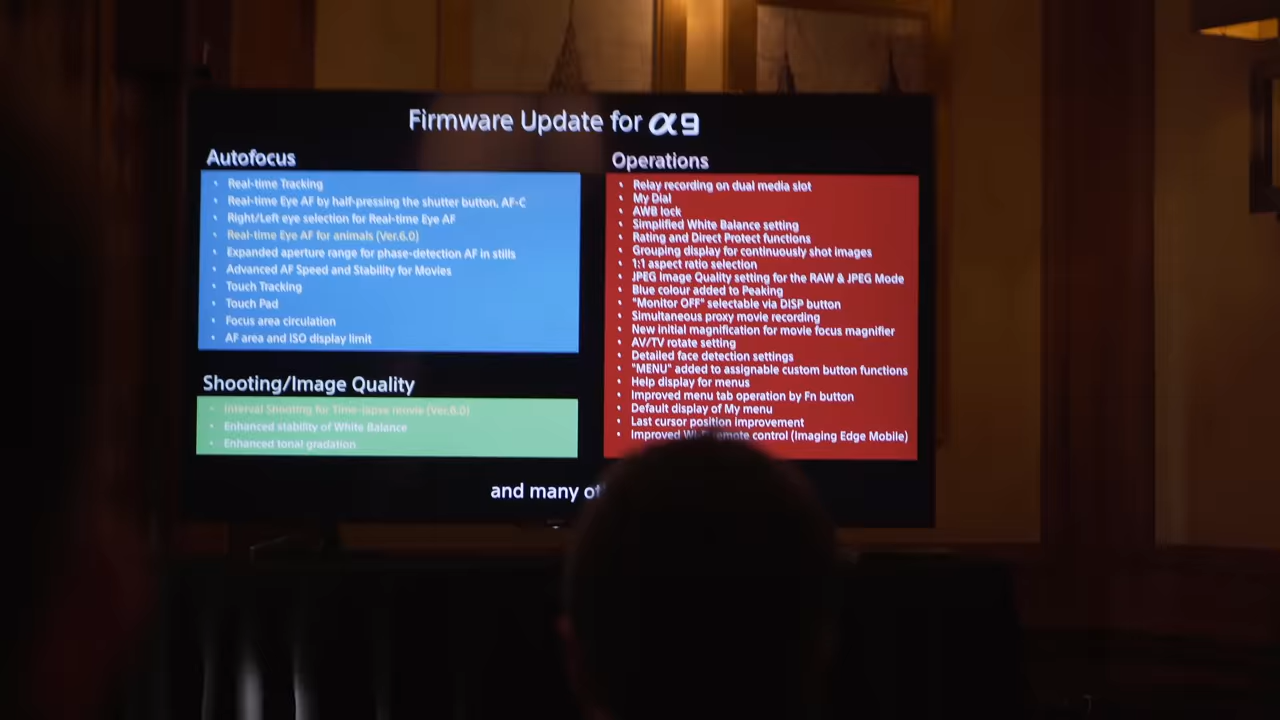 Firmware Update for α9
Autofocus
• Real-time Tracking
• Real-time Eye AF by half-pressing the shutter button, AF-C
• Right/Left eye selection for Real-time Eye AF
• Real-time Eye AF for animals (Ver.6.0)
• Expanded aperture range for phase-detection AF in stills
• Advanced AF Speed and Stability for Movies
• Touch Tracking
• Touch Pad
• Focus area circulation
• AF area and ISO display limit
Shooting/Image Quality
• Interval Shooting for Time-lapse movie (Ver.6.0)
• Enhanced stability of White Balance
• Enhanced tonal gradation
Operations
• Relay recording on dual media slot
• My Dial
• AWB lock
• Simplified White Balance setting
• Rating and Direct Protect functions
• Grouping display for continuously shot images
• 1:1 aspect ratio selection
• JPEG Image Quality setting for the RAW & JPEG Mode
• Blue colour added to Peaking
• "Monitor OFF" selectable via DISP button
• Simultaneous proxy movie recording
• New initial magnification for movie focus magnifier
• AV/TV rotate setting
• Detailed face detection settings
• "MENU" added to assignable custom button functions
• Help display for menus
• Improved menu tab operation by Fn button
• Default display of My menu
• Last cursor position improvement
• Improved control (Imaging Edge Mobile)
and many